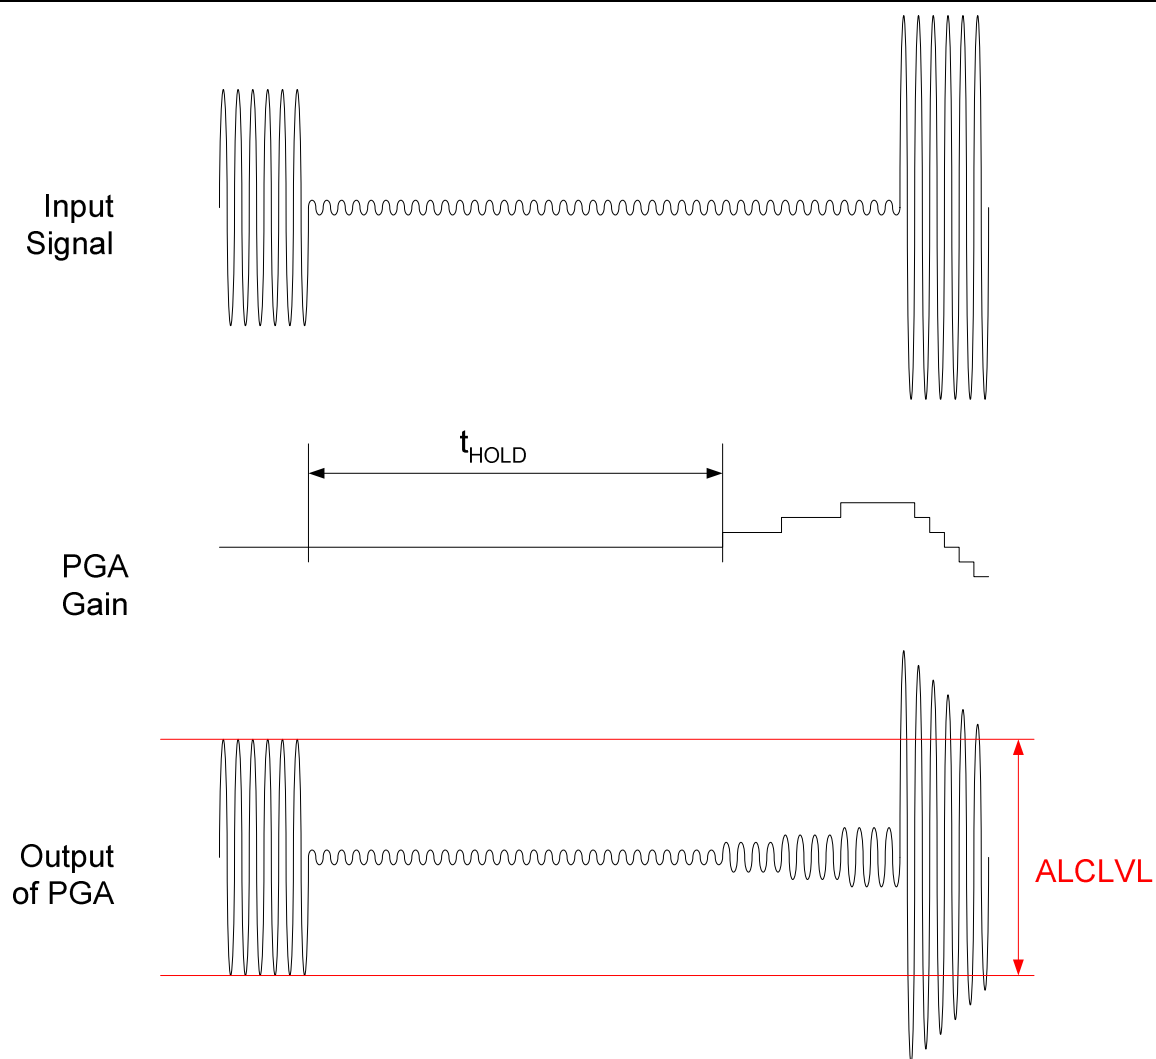 Input
Signal
tHOLD
PGA
Gain
Output
of PGA
ALCLVL